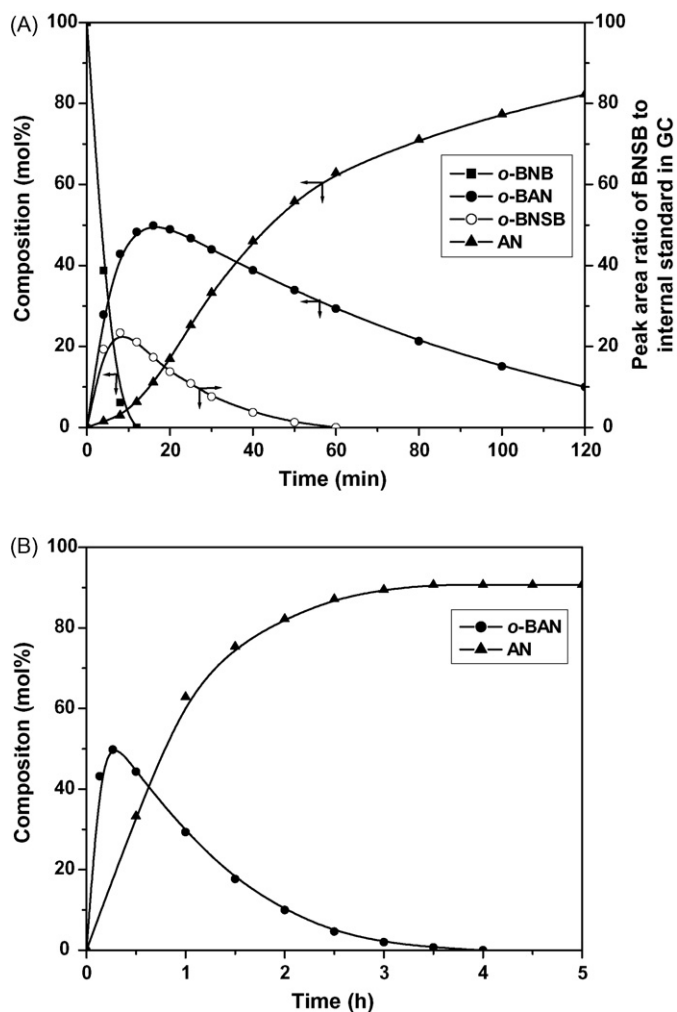 (A)
100
80
60
40
20
0
Composition (mol%)
100
80
60
40
20
0
Peak area ratio of BNSB to
internal standard in GC
o-BNB
o-BAN
o-BNSB
AN
0 20 40 60 80 100 120
Time (min)
(B)
100
80
60
40
20
0
Compositon (mol%)
o-BAN
AN
0 1 2 3 4 5
Time (h)